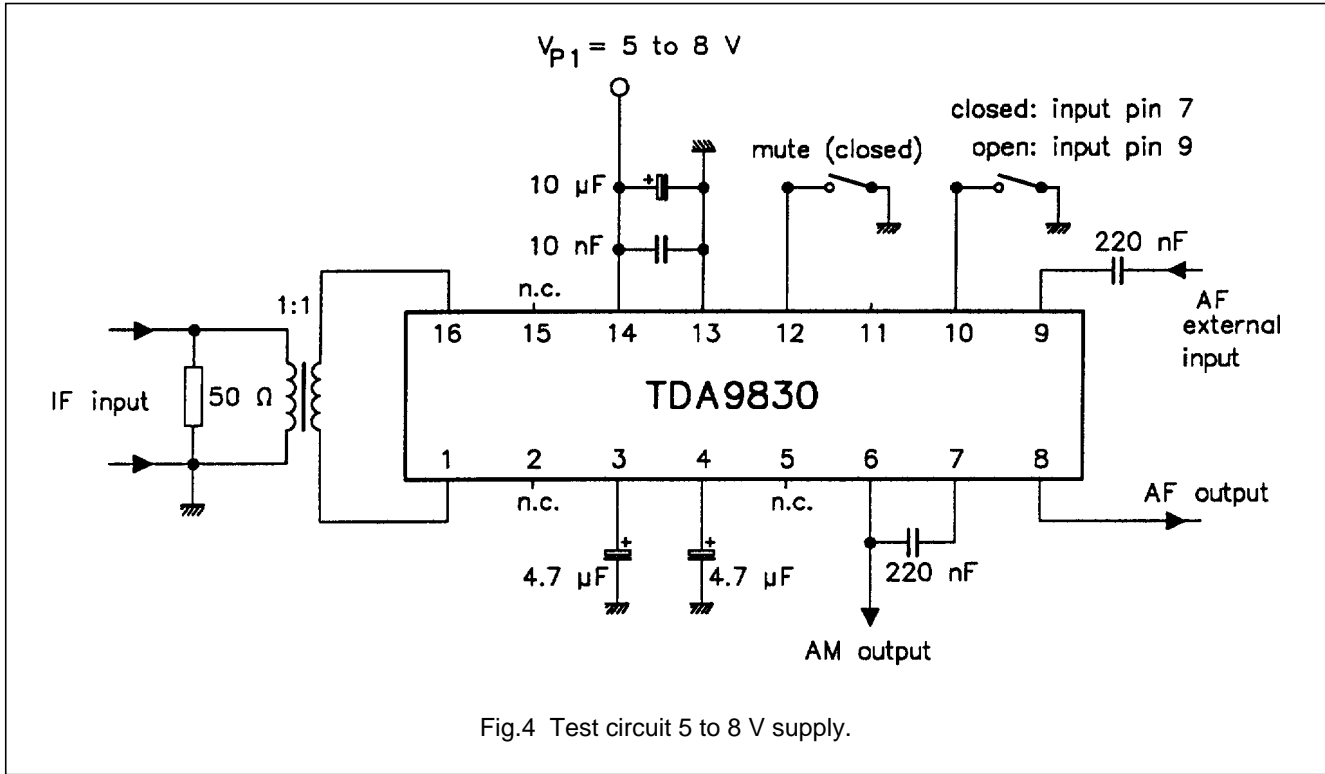 V_P1 = 5 to 8 V
closed: input pin 7
mute (closed)
open: input pin 9
10 µF
10 nF
220 nF
n.c.
1:1
AF
external
input
16 15 14 13 12 11 10 9
IF input
50 Ω
TDA9830
1 2 3 4 5 6 7 8
n.c.
n.c.
AF output
4.7 µF
4.7 µF
220 nF
AM output
Fig.4 Test circuit 5 to 8 V supply.